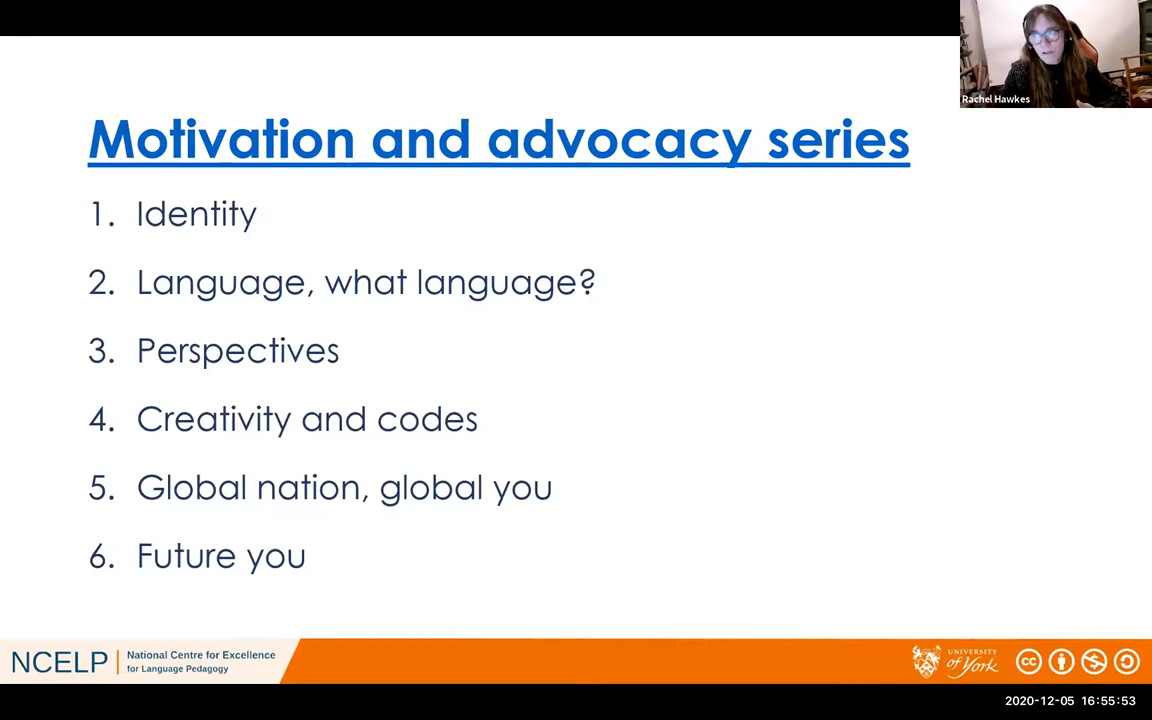 Rachel Hawkes
Motivation and advocacy series
1. Identity
2. Language, what language?
3. Perspectives
4. Creativity and codes
5. Global nation, global you
6. Future you
NCELP
National Centre for Excellence
for Language Pedagogy
UNIVERSITY
of York
cc
2020-12-05 16:55:53